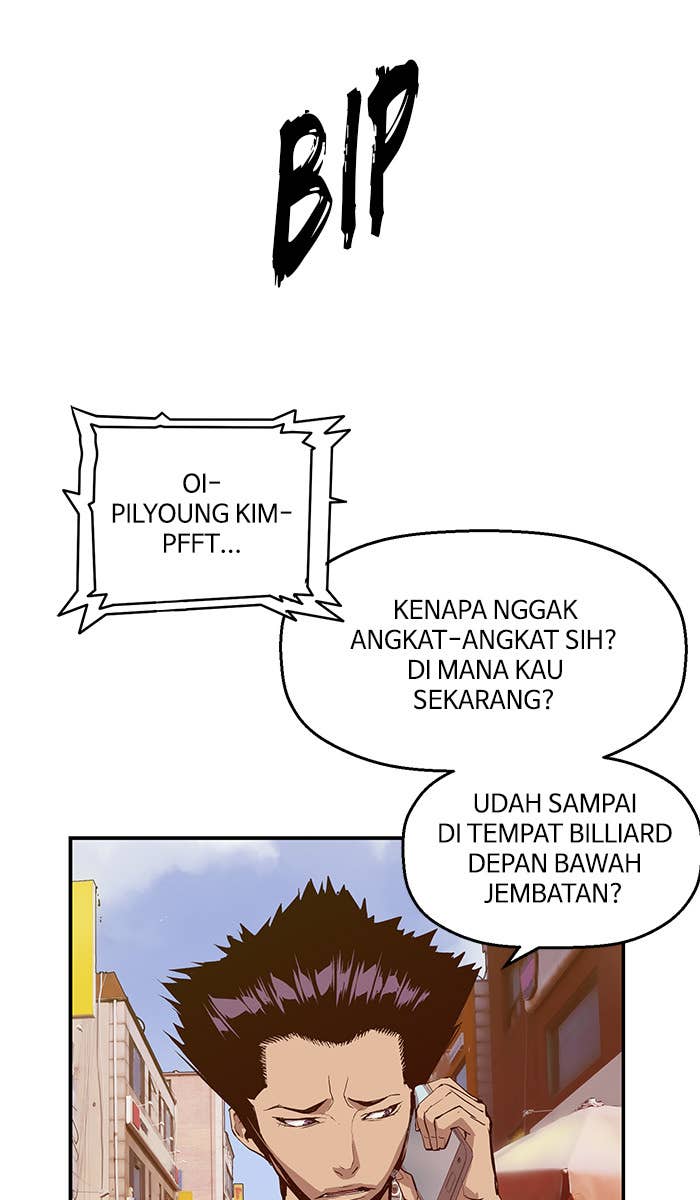 BIP
OI-
PILYOUNG KIM-
PFFT...
KENAPA NGGAK
ANGKAT-ANGKAT SIH?
DI MANA KAU
SEKARANG?
UDAH SAMPAI
DI TEMPAT BILLIARD
DEPAN BAWAH
JEMBATAN?